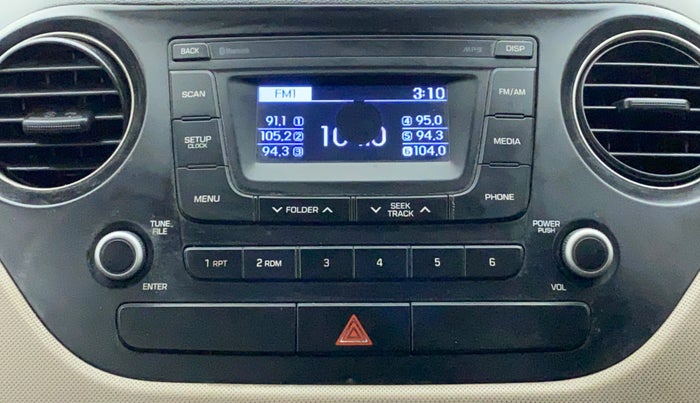 BACK Bluetooth MP3 DISP
SCAN FM1 3:10 FM/AM
91,1 ① ④ 95,0
SETUP CLOCK 105,2 ② ⑤ 94,3 MEDIA
94,3 ③ ⑥ 104,0
MENU FOLDER SEEK TRACK PHONE
TUNE FILE POWER PUSH
1 RPT 2 RDM 3 4 5 6
ENTER VOL